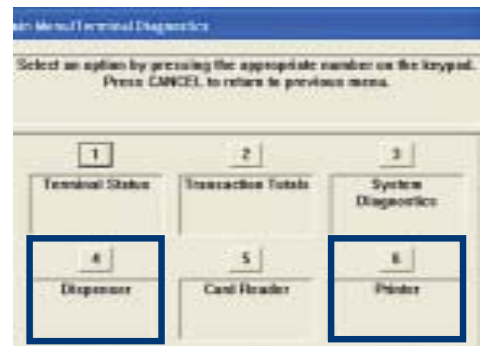 ain Menu/Terminal Diagnostics
Select an option by pressing the appropriate number on the keypad.
Press CANCEL to return to previous menu.
1
2
3
Terminal Status
Transaction Totals
System
Diagnostics
4
5
6
Dispenser
Card Reader
Printer